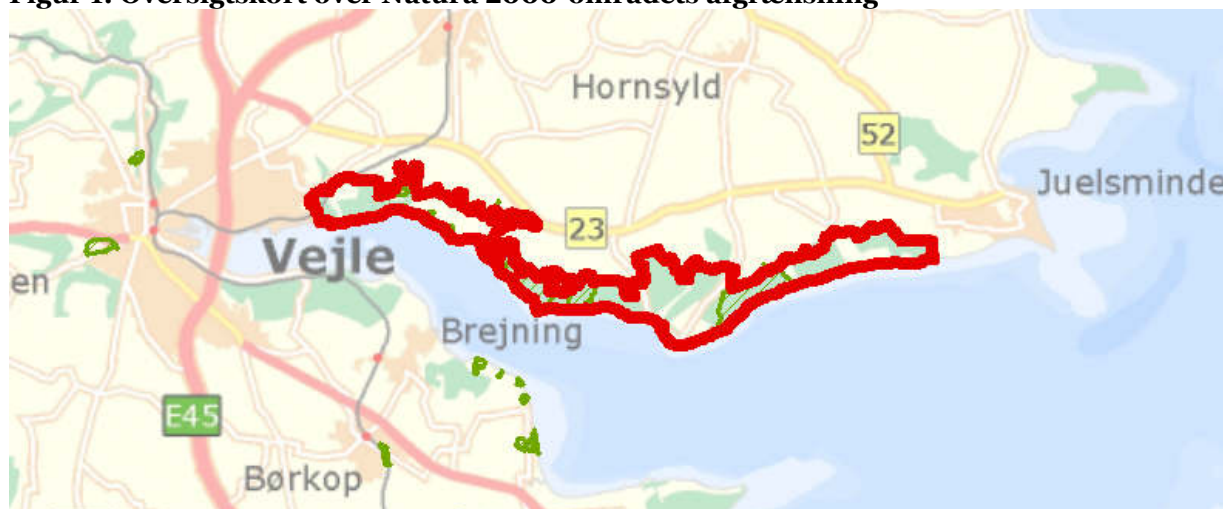 Figur 1. Oversigtskort over Natura 2000-områdets afgrænsning
Hornsyld
52
Juelsminde
23
Vejle
en
Brejning
E45
Børkop